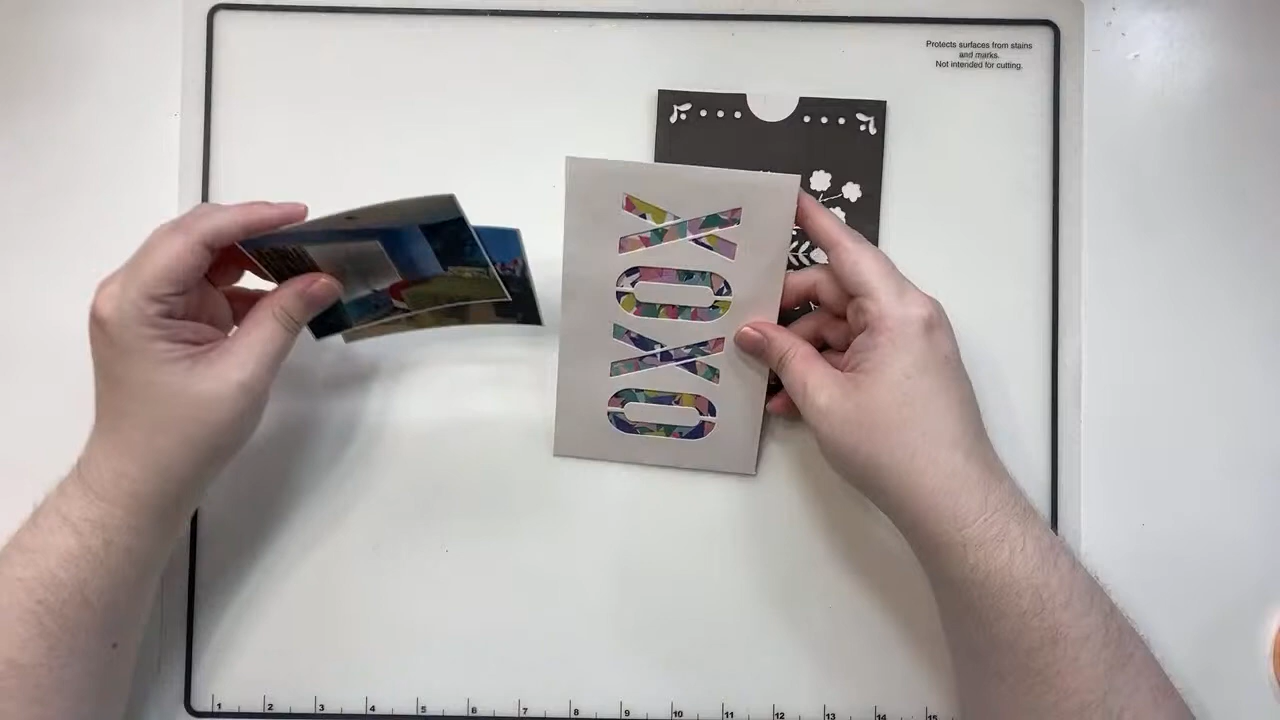 Protects surfaces from stains
and marks.
Not intended for cutting.
XOXO
1 2 3 4 5 6 7 8 9 10 11 12 13 14 15